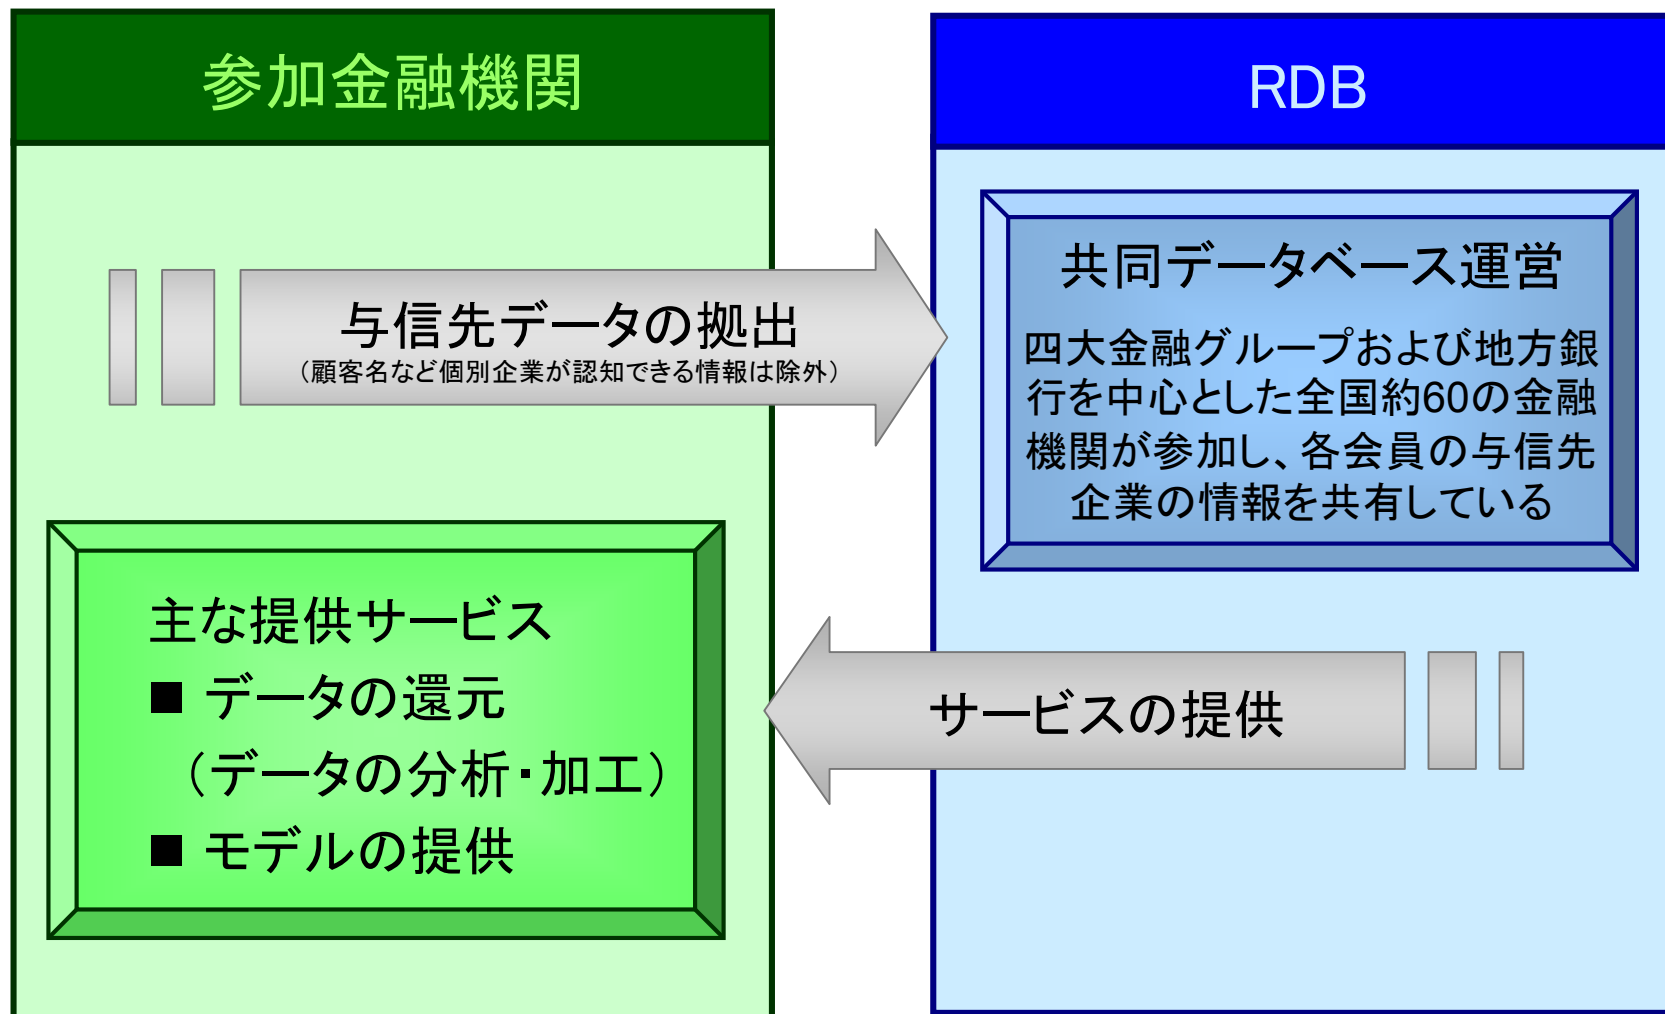 参加金融機関
与信先データの拠出
（顧客名など個別企業が認知できる情報は除外）
主な提供サービス
■ データの還元
（データの分析・加工）
■ モデルの提供
RDB
共同データベース運営
四大金融グループおよび地方銀
行を中心とした全国約60の金融
機関が参加し、各会員の与信先
企業の情報を共有している
サービスの提供